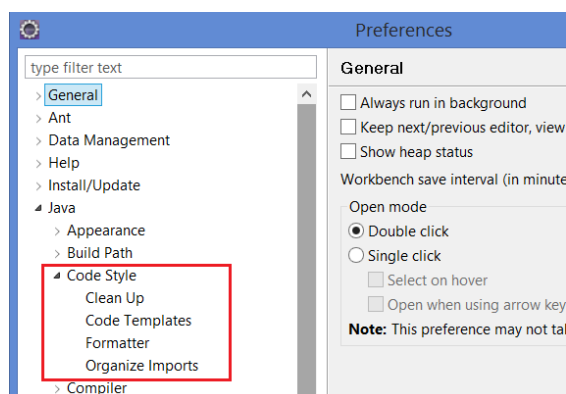 Preferences
type filter text
General
Ant
Data Management
Help
Install/Update
Java
Appearance
Build Path
Code Style
Clean Up
Code Templates
Formatter
Organize Imports
Compiler
General
Always run in background
Keep next/previous editor, view
Show heap status
Workbench save interval (in minute
Open mode
Double click
Single click
Select on hover
Open when using arrow key
Note: This preference may not tal